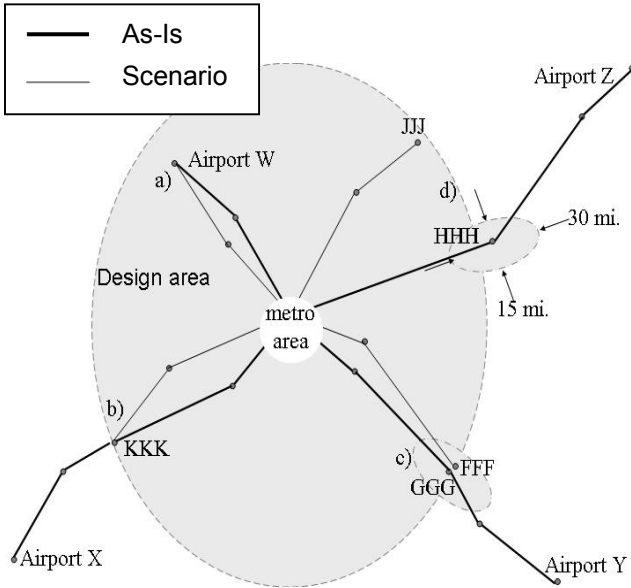 As-Is
Scenario
Airport Z
JJJ
Airport W
a)
d)
HHH
30 mi.
Design area
15 mi.
metro
area
b)
KKK
c)
FFF
GGG
Airport X
Airport Y